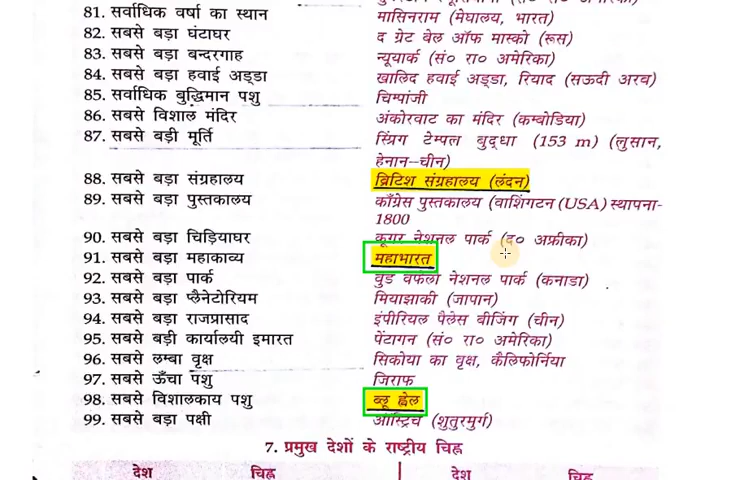 81. सर्वाधिक वर्षा का स्थान मासिनराम (मेघालय, भारत)
82. सबसे बड़ा घंटाघर द ग्रेट बेल ऑफ मास्को (रूस)
83. सबसे बड़ा बन्दरगाह न्यूयार्क (सं० रा० अमेरिका)
84. सबसे बड़ा हवाई अड्डा खालिद हवाई अड्डा, रियाद (सऊदी अरब)
85. सर्वाधिक बुद्धिमान पशु चिम्पांजी
86. सबसे विशाल मंदिर अंकोरवाट का मंदिर (कम्बोडिया)
87. सबसे बड़ी मूर्ति स्प्रिंग टेम्पल बुद्धा (153 m) (लुसान,
हेनान–चीन)
88. सबसे बड़ा संग्रहालय ब्रिटिश संग्रहालय (लंदन)
89. सबसे बड़ा पुस्तकालय काँग्रेस पुस्तकालय (वाशिंगटन (USA) स्थापना-
1800
90. सबसे बड़ा चिड़ियाघर क्रूगर नेशनल पार्क (द० अफ्रीका)
91. सबसे बड़ा महाकाव्य महाभारत
92. सबसे बड़ा पार्क वुड बफेलो नेशनल पार्क (कनाडा)
93. सबसे बड़ा प्लैनेटोरियम मियाझाकी (जापान)
94. सबसे बड़ा राजप्रासाद इंपीरियल पैलेस बीजिंग (चीन)
95. सबसे बड़ी कार्यालयी इमारत पेंटागन (सं० रा० अमेरिका)
96. सबसे लम्बा वृक्ष सिकोया का वृक्ष, कैलिफोर्निया
97. सबसे ऊँचा पशु जिराफ
98. सबसे विशालकाय पशु ब्लू ह्वेल
99. सबसे बड़ा पक्षी ऑस्ट्रिच (शुतुरमुर्ग)
7. प्रमुख देशों के राष्ट्रीय चिह्न
देश चिह्न देश चिह्न